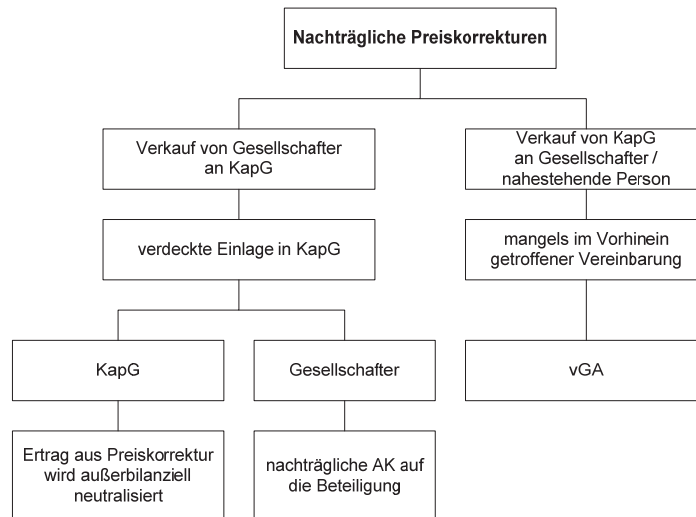 Nachträgliche Preiskorrekturen
Verkauf von Gesellschafter
an KapG
Verkauf von KapG
an Gesellschafter /
nahestehende Person
verdeckte Einlage in KapG
mangels im Vorhinein
getroffener Vereinbarung
KapG
Gesellschafter
vGA
Ertrag aus Preiskorrektur
wird außerbilanziell
neutralisiert
nachträgliche AK auf
die Beteiligung